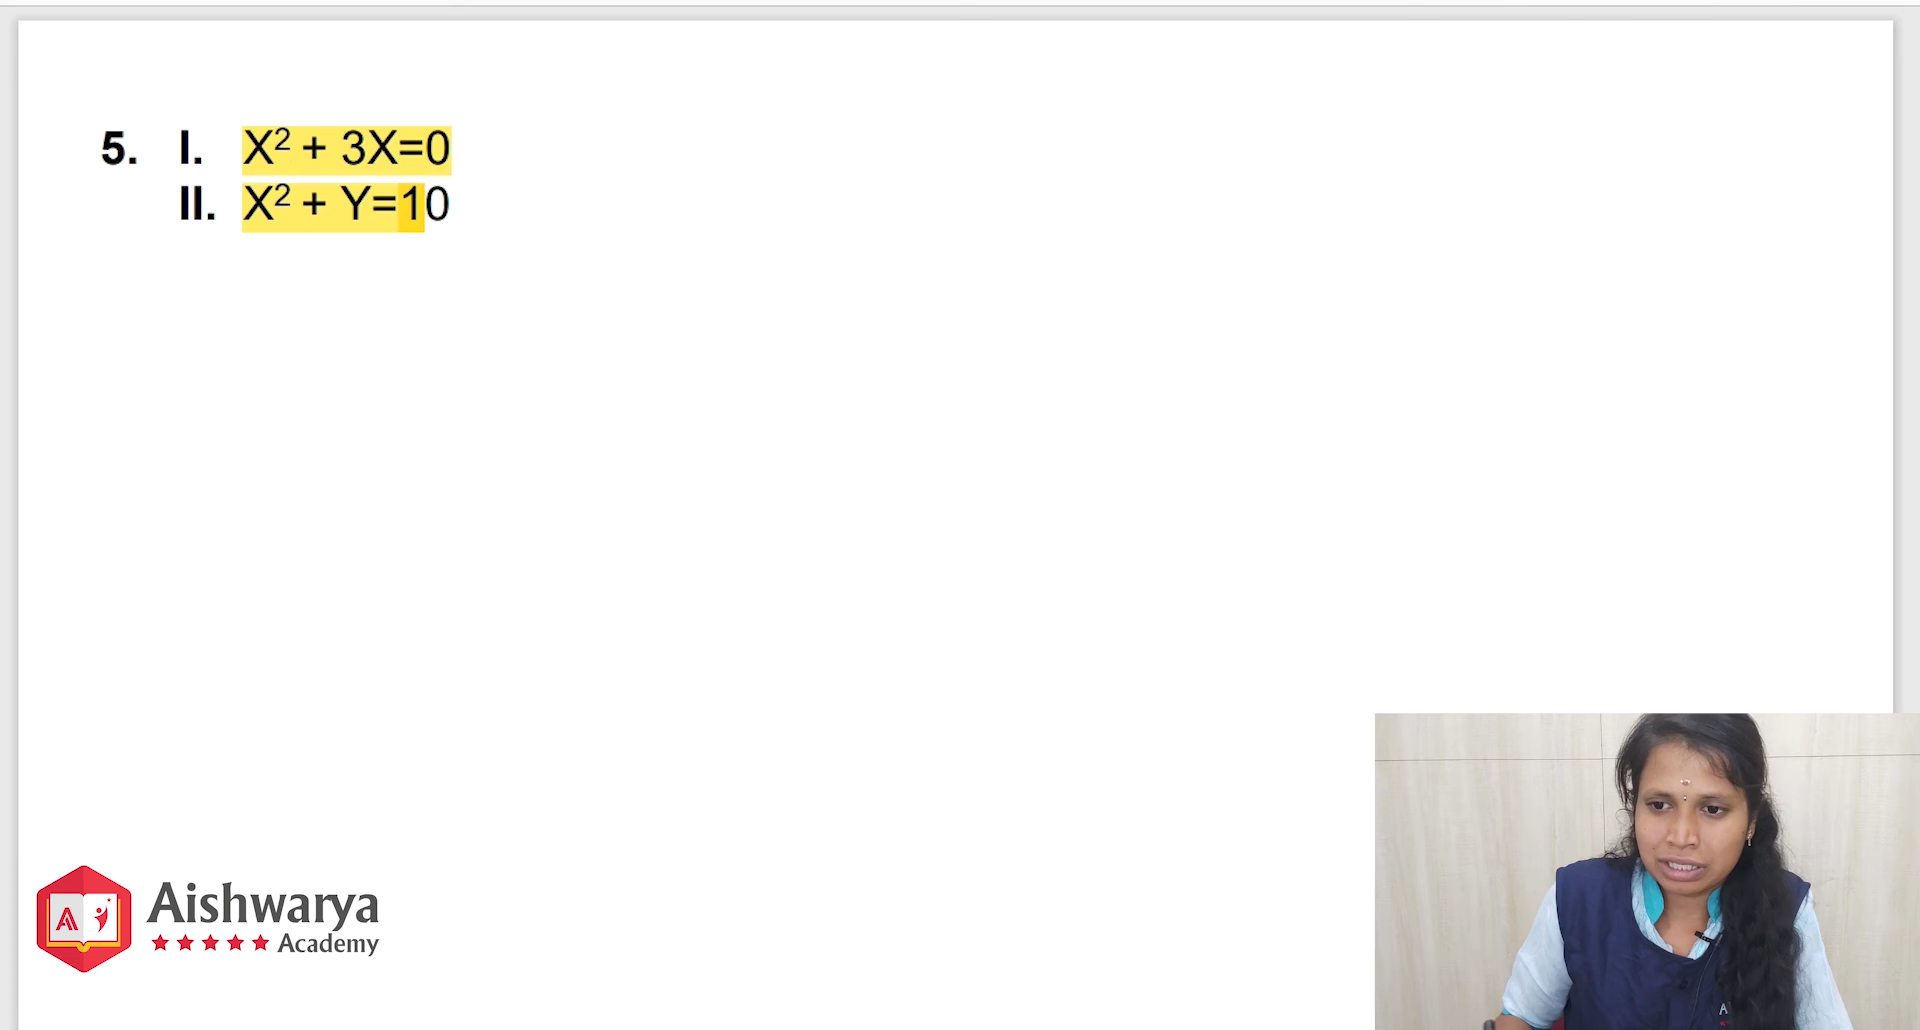 5. I. X² + 3X=0
II. X² + Y=10
Aishwarya
Academy
A